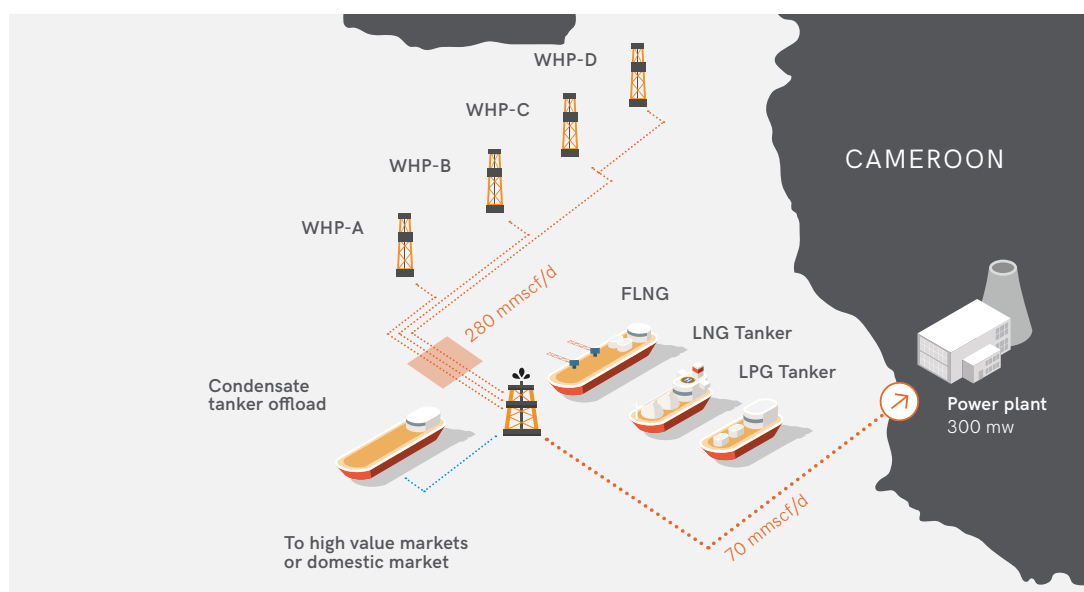 WHP-D
WHP-C
CAMEROON
WHP-B
WHP-A
280 mmscf/d
FLNG
LNG Tanker
LPG Tanker
Condensate
tanker offload
Power plant
300 mw
70 mmscf/d
To high value markets
or domestic market